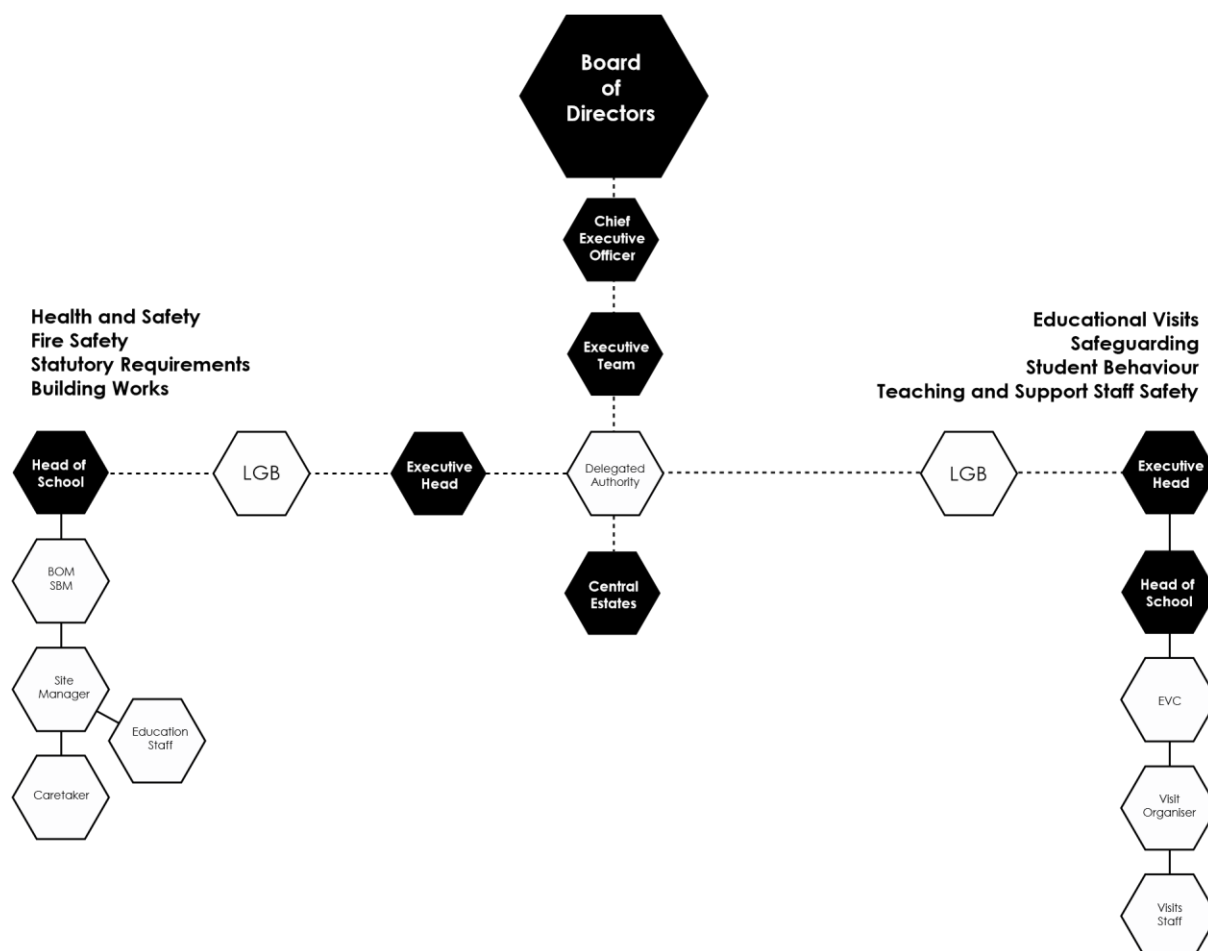 Board
of
Directors
Chief
Executive
Officer
Executive
Team
Health and Safety
Fire Safety
Statutory Requirements
Building Works
Educational Visits
Safeguarding
Student Behaviour
Teaching and Support Staff Safety
Head of
School
LGB
Executive
Head
Delegated
Authority
LGB
Executive
Head
Central
Estates
BOM
SBM
Site
Manager
Education
Staff
Caretaker
Head of
School
EVC
Visit
Organiser
Visits
Staff